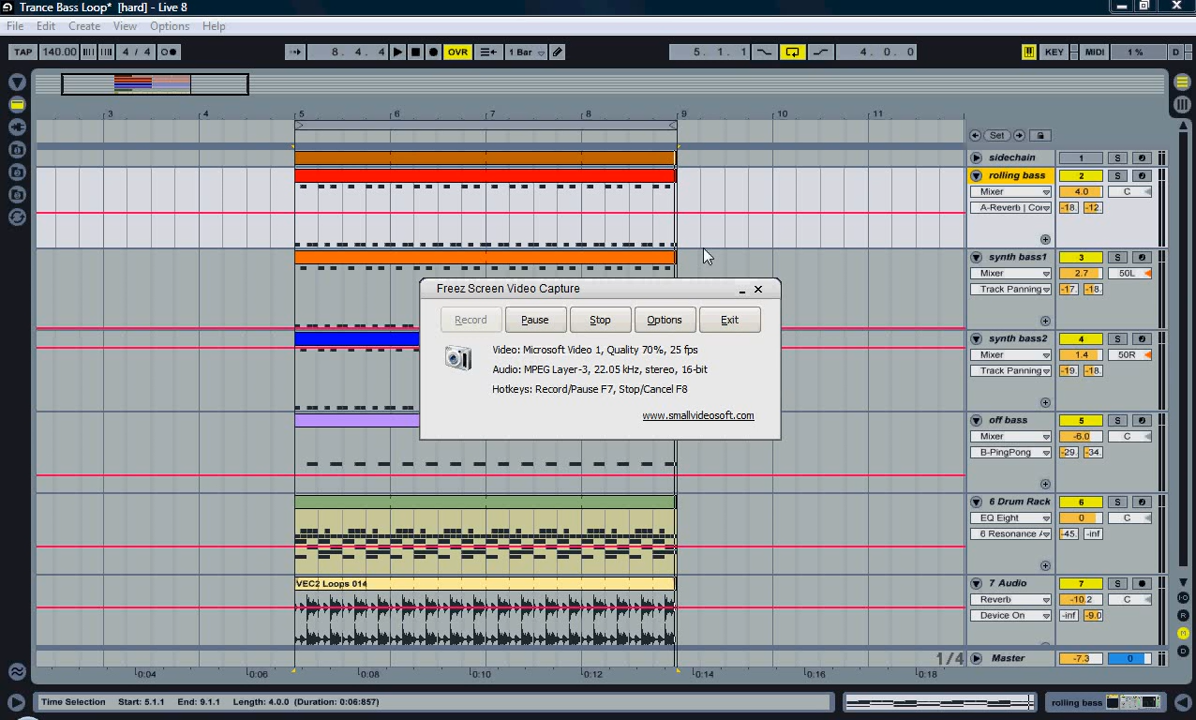 Trance Bass Loop* [hard] - Live 8
File Edit Create View Options Help
TAP 140.00 4 / 4 8. 4. 4 OVR 1 Bar 5. 1. 1 4. 0. 0 KEY MIDI 1 % D
3 4 5 6 7 8 9 10 11
Set
sidechain 1 S
rolling bass 2 S
Mixer 4.0 C
A-Reverb | Cor -18. -12.
synth bass1 3 S
Mixer 2.7 50L
Track Panning -17. -18.
synth bass2 4 S
Mixer 1.4 50R
Track Panning -19. -18.
off bass 5 S
Mixer -6.0 C
B-PingPong -29. -34.
6 Drum Rack 6 S
EQ Eight 0 C
6 Resonance -45. -inf
7 Audio 7 S
Reverb -10.2 C
Device On -inf -9.0
1/4 Master -7.3 0
VEC2 Loops 014
Freez Screen Video Capture
Record Pause Stop Options Exit
Video: Microsoft Video 1, Quality 70%, 25 fps
Audio: MPEG Layer-3, 22.05 kHz, stereo, 16-bit
Hotkeys: Record/Pause F7, Stop/Cancel F8
www.smallvideosoft.com
0:04 0:06 0:08 0:10 0:12 0:14 0:16 0:18
Time Selection Start: 5.1.1 End: 9.1.1 Length: 4.0.0 (Duration: 0:06:857)
rolling bass